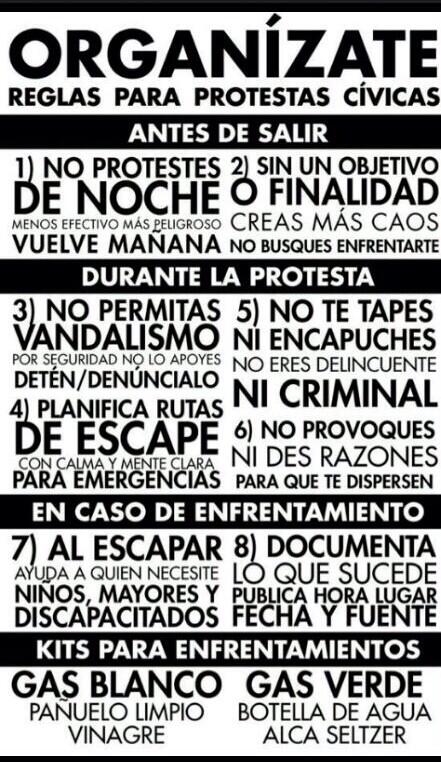 ORGANÍZATE
REGLAS PARA PROTESTAS CÍVICAS
ANTES DE SALIR
1) NO PROTESTES
DE NOCHE
MENOS EFECTIVO MÁS PELIGROSO
VUELVE MAÑANA
2) SIN UN OBJETIVO
O FINALIDAD
CREAS MÁS CAOS
NO BUSQUES ENFRENTARTE
DURANTE LA PROTESTA
3) NO PERMITAS
VANDALISMO
POR SEGURIDAD NO LO APOYES
DETÉN/DENÚNCIALO
4) PLANIFICA RUTAS
DE ESCAPE
CON CALMA Y MENTE CLARA
PARA EMERGENCIAS
5) NO TE TAPES
NI ENCAPUCHES
NO ERES DELINCUENTE
NI CRIMINAL
6) NO PROVOQUES
NI DES RAZONES
PARA QUE TE DISPERSEN
EN CASO DE ENFRENTAMIENTO
7) AL ESCAPAR
AYUDA A QUIEN NECESITE
NIÑOS, MAYORES Y
DISCAPACITADOS
8) DOCUMENTA
LO QUE SUCEDE
PUBLICA HORA LUGAR
FECHA Y FUENTE
KITS PARA ENFRENTAMIENTOS
GAS BLANCO
PAÑUELO LIMPIO
VINAGRE
GAS VERDE
BOTELLA DE AGUA
ALCA SELTZER